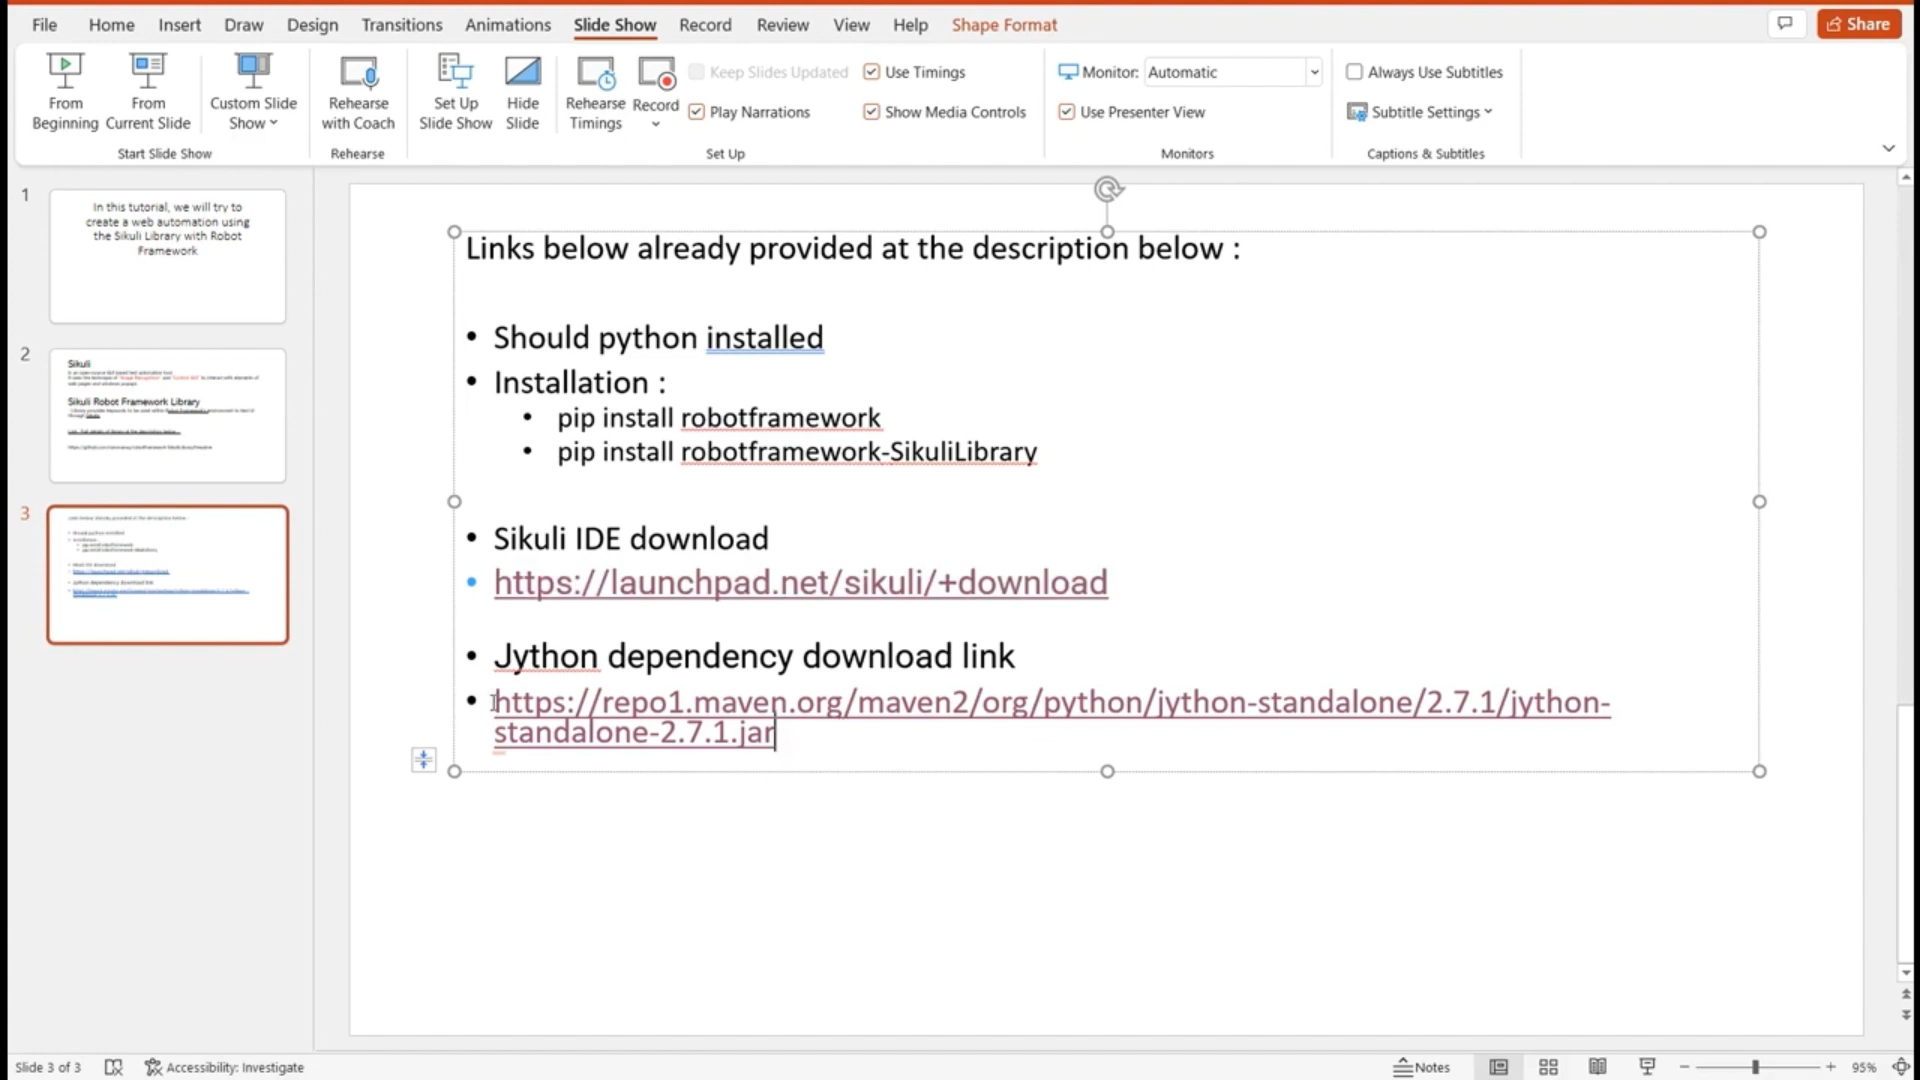 File Home Insert Draw Design Transitions Animations Slide Show Record Review View Help Shape Format Share
From Beginning
From Current Slide
Custom Slide Show
Start Slide Show
Rehearse with Coach
Rehearse
Set Up Slide Show
Hide Slide
Rehearse Timings
Record
Keep Slides Updated
Play Narrations
Use Timings
Show Media Controls
Set Up
Monitor: Automatic
Use Presenter View
Monitors
Always Use Subtitles
Subtitle Settings
Captions & Subtitles
1
In this tutorial, we will try to
create a web automation using
the Sikuli Library with Robot
Framework
2
Sikuli
Sikuli Robot Framework Library
3
Links below already provided at the description below :
• Should python installed
• Installation :
• pip install robotframework
• pip install robotframework-SikuliLibrary
• Sikuli IDE download
• https://launchpad.net/sikuli/+download
• Jython dependency download link
• https://repo1.maven.org/maven2/org/python/jython-standalone/2.7.1/jython-
standalone-2.7.1.jar
Slide 3 of 3 Accessibility: Investigate Notes 95%